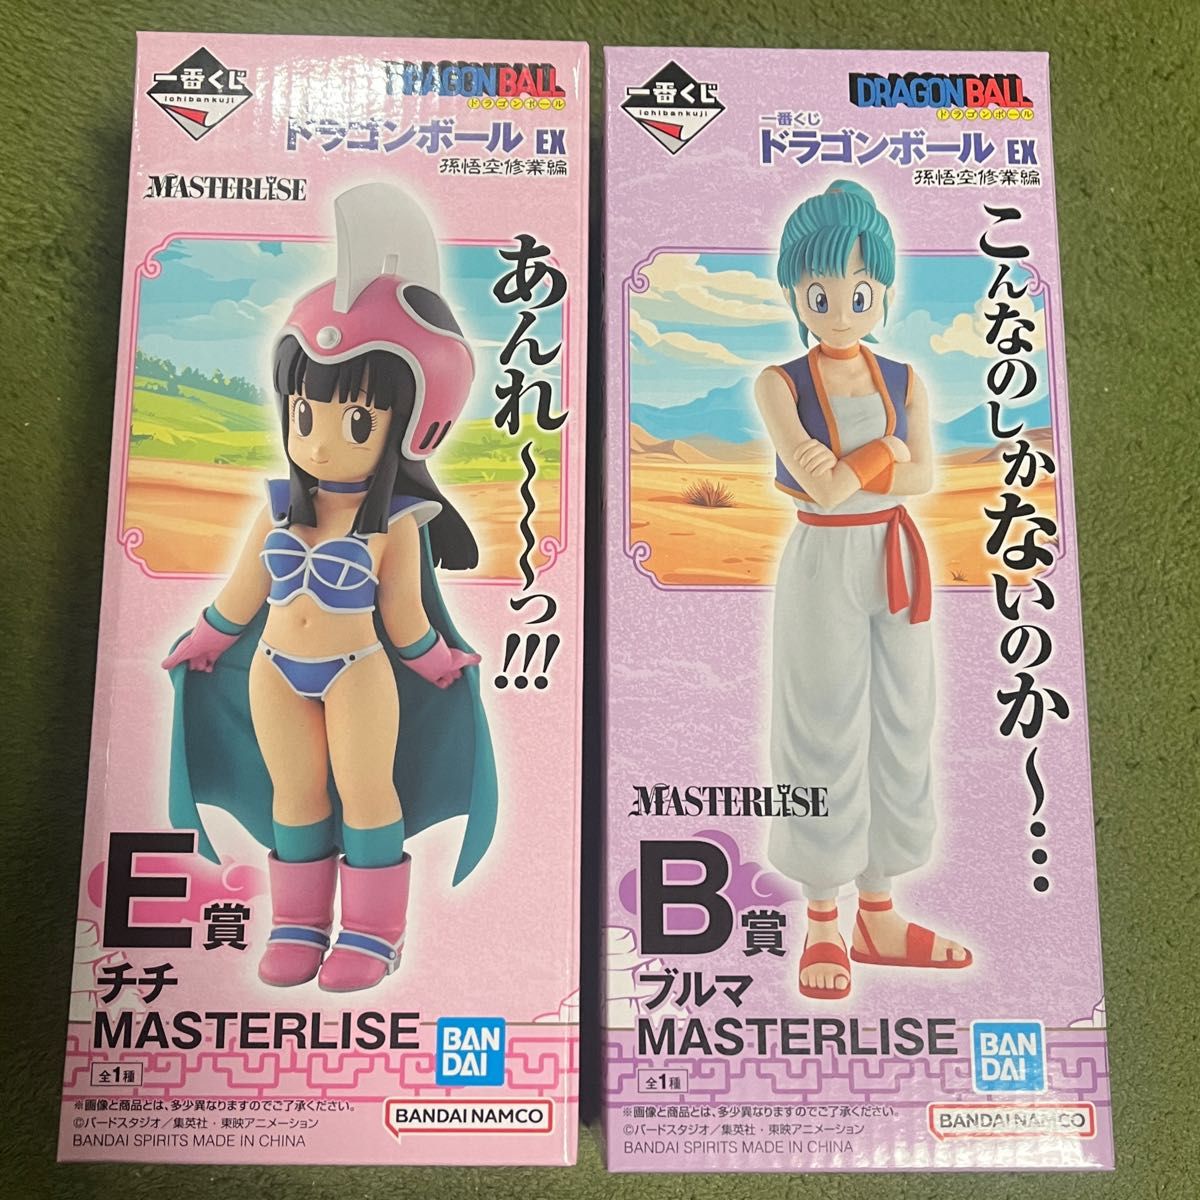 一番くじ
ichibankuji
DRAGONBALL
ドラゴンボール
ドラゴンボール EX
孫悟空修業編
MASTERLISE
あんれ〜〜〜っ!!!
E賞
チチ
MASTERLISE
BAN
DAI
全1種
※画像と商品とは、多少異なりますのでご了承ください。
©バードスタジオ／集英社・東映アニメーション
BANDAI SPIRITS MADE IN CHINA
BANDAI NAMCO
一番くじ
ichibankuji
DRAGONBALL
ドラゴンボール
一番くじ
ドラゴンボール EX
孫悟空修業編
こんなのしかないのか〜…
MASTERLISE
B賞
ブルマ
MASTERLISE
BAN
DAI
全1種
※画像と商品とは、多少異なりますのでご了承ください。
©バードスタジオ／集英社・東映アニメーション
BANDAI SPIRITS MADE IN CHINA
BANDAI NAMCO